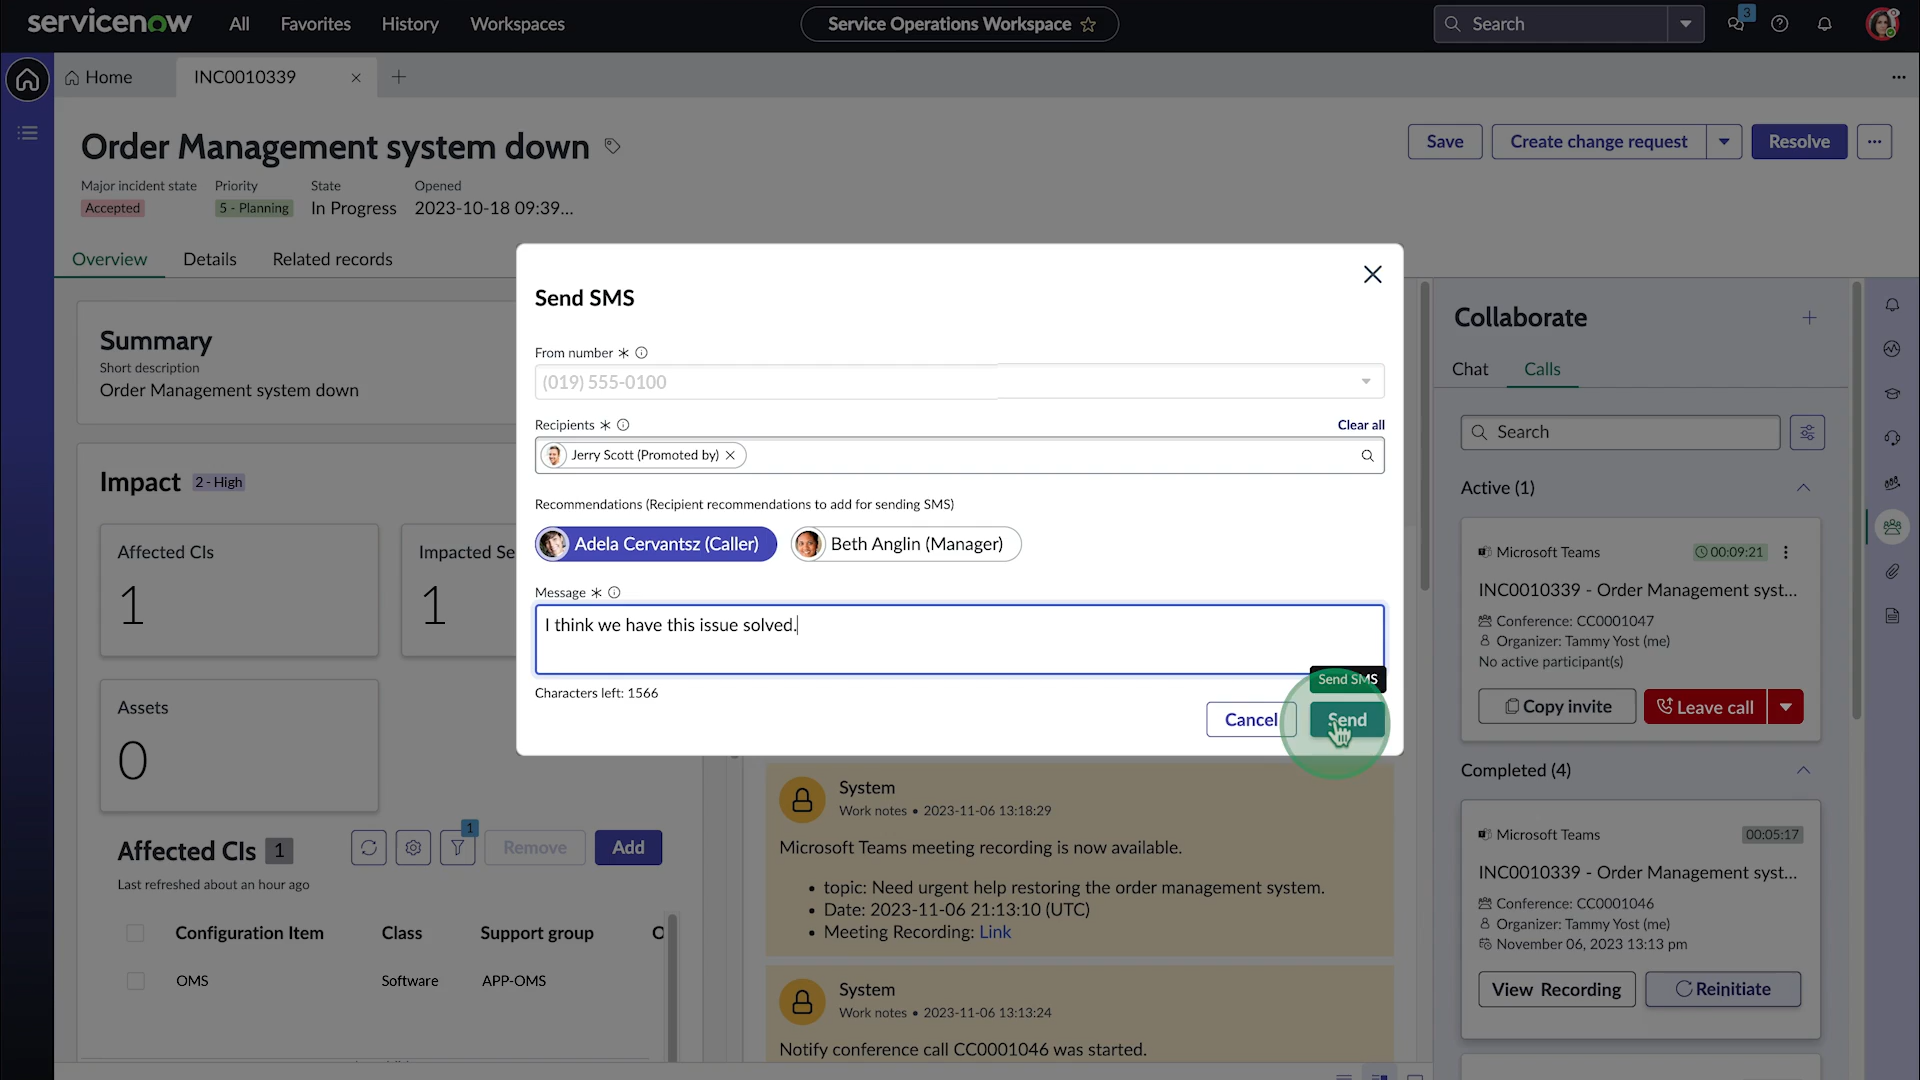 servicenow
All
Favorites
History
Workspaces
Service Operations Workspace
Search
3
Home
INC0010339
Order Management system down
Save
Create change request
Resolve
Major incident state
Priority
State
Opened
Accepted
5 - Planning
In Progress
2023-10-18 09:39...
Overview
Details
Related records
Summary
Short description
Order Management system down
Impact
2 - High
Affected CIs
1
Impacted Se
1
Assets
0
Affected CIs 1
1
Remove
Add
Last refreshed about an hour ago
Configuration Item
Class
Support group
OMS
Software
APP-OMS
Send SMS
From number *
(019) 555-0100
Recipients *
Clear all
Jerry Scott (Promoted by)
Recommendations (Recipient recommendations to add for sending SMS)
Adela Cervantsz (Caller)
Beth Anglin (Manager)
Message *
I think we have this issue solved.
Characters left: 1566
Send SMS
Cancel
Send
System
Work notes • 2023-11-06 13:18:29
Microsoft Teams meeting recording is now available.
• topic: Need urgent help restoring the order management system.
• Date: 2023-11-06 21:13:10 (UTC)
• Meeting Recording: Link
System
Work notes • 2023-11-06 13:13:24
Notify conference call CC0001046 was started.
Collaborate
Chat
Calls
Search
Active (1)
Microsoft Teams
00:09:21
INC0010339 - Order Management syst...
Conference: CC0001047
Organizer: Tammy Yost (me)
No active participant(s)
Copy invite
Leave call
Completed (4)
Microsoft Teams
00:05:17
INC0010339 - Order Management syst...
Conference: CC0001046
Organizer: Tammy Yost (me)
November 06, 2023 13:13 pm
View Recording
Reinitiate